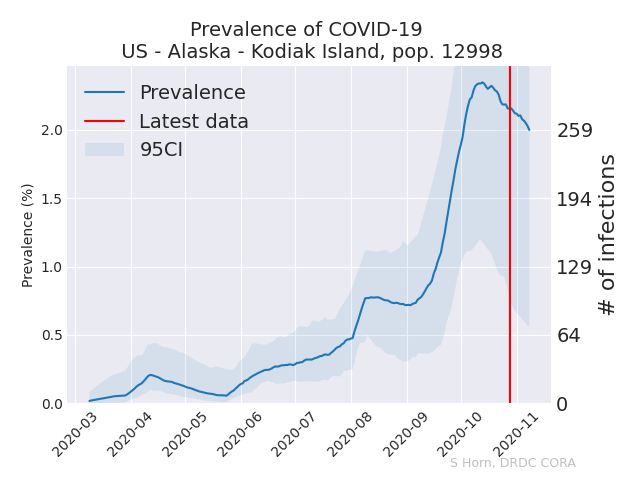 Prevalence of COVID-19
US - Alaska - Kodiak Island, pop. 12998
Prevalence
Latest data
95CI
Prevalence (%)
2.0
1.5
1.0
0.5
0.0
259
194
129
64
0
# of infections
2020-03
2020-04
2020-05
2020-06
2020-07
2020-08
2020-09
2020-10
2020-11
S Horn, DRDC CORA